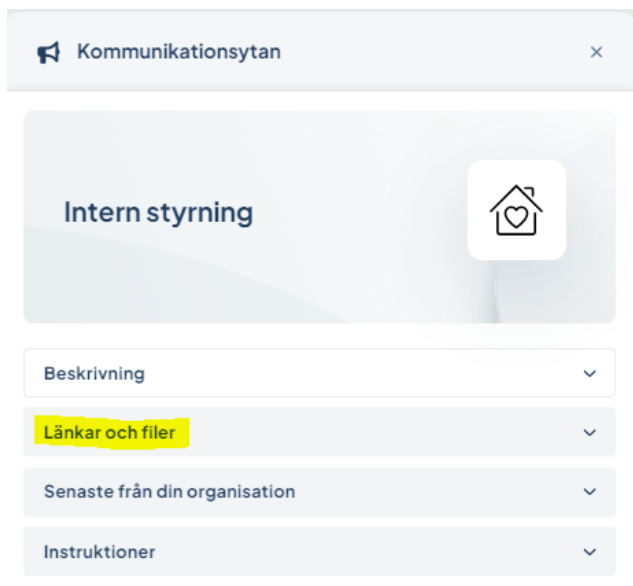 Kommunikationsytan
Intern styrning
Beskrivning
Länkar och filer
Senaste från din organisation
Instruktioner